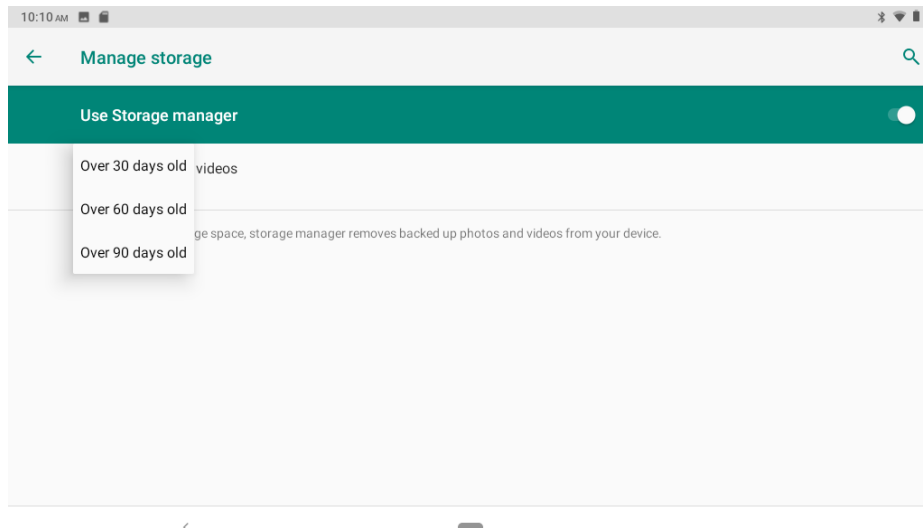 10:10 AM
Manage storage
Use Storage manager
Over 30 days old
videos
Over 60 days old
ge space, storage manager removes backed up photos and videos from your device.
Over 90 days old